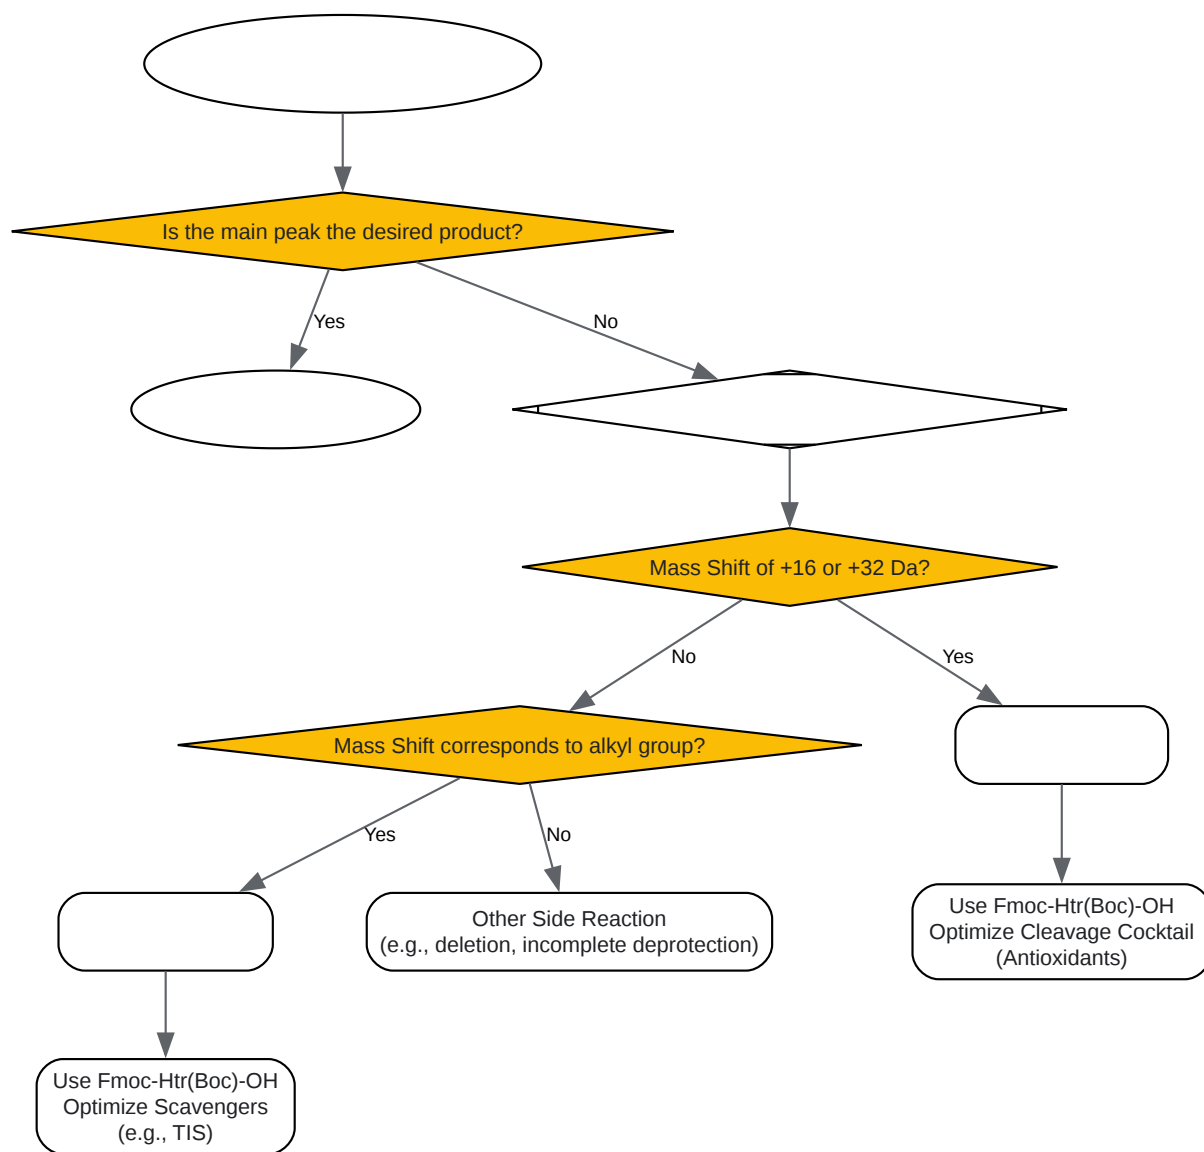 Is the main peak the desired product?
Yes
No
Mass Shift of +16 or +32 Da?
No
Yes
Mass Shift corresponds to alkyl group?
Yes
No
Other Side Reaction
(e.g., deletion, incomplete deprotection)
Use Fmoc-Htr(Boc)-OH
Optimize Cleavage Cocktail
(Antioxidants)
Use Fmoc-Htr(Boc)-OH
Optimize Scavengers
(e.g., TIS)